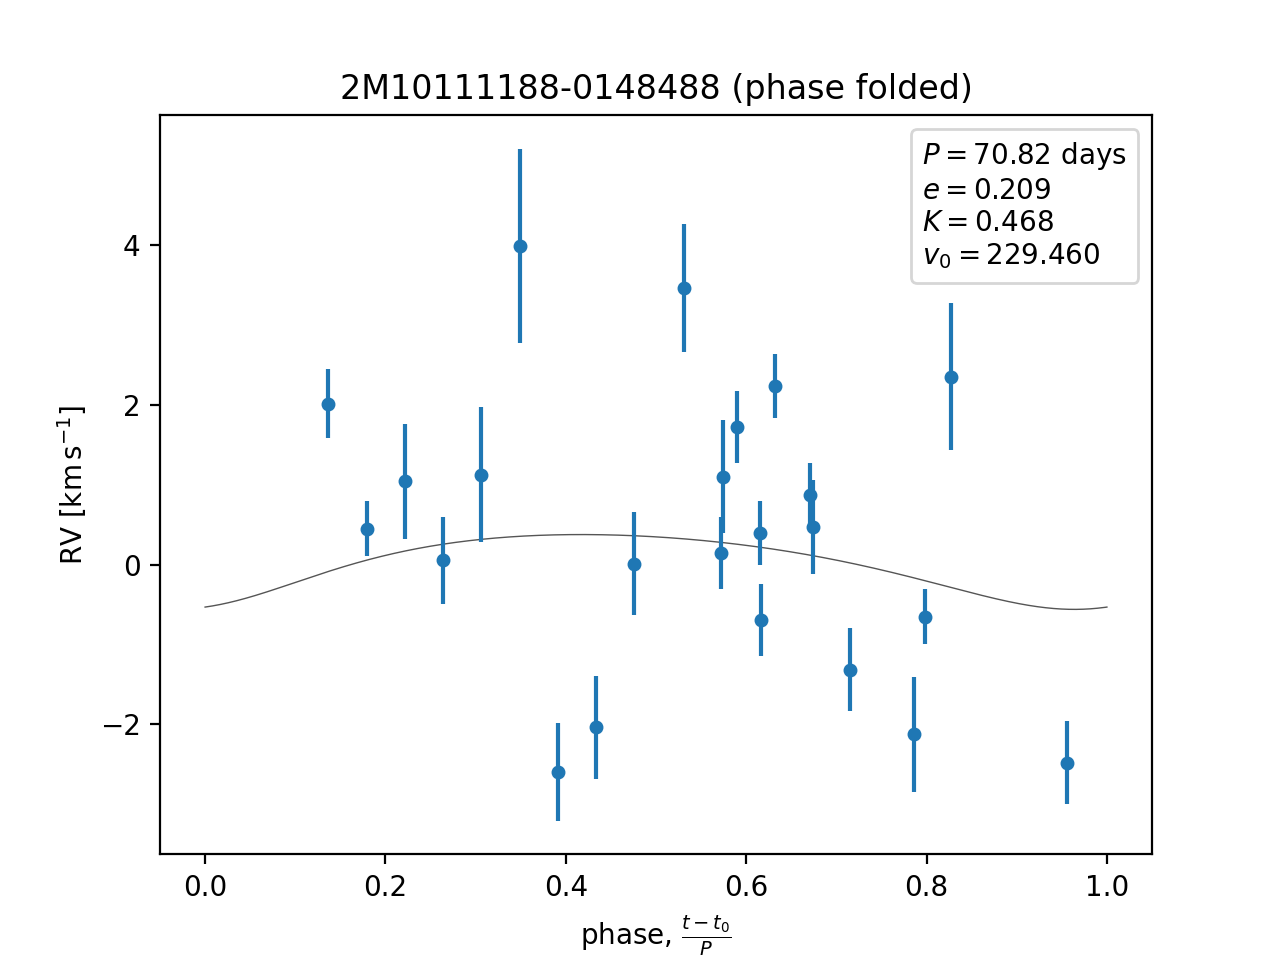 2M10111188-0148488 (phase folded)
P = 70.82 days
e = 0.209
K = 0.468
v₀ = 229.460
RV [km s⁻¹]
4
2
0
−2
0.0 0.2 0.4 0.6 0.8 1.0
phase, (t − t₀)/P